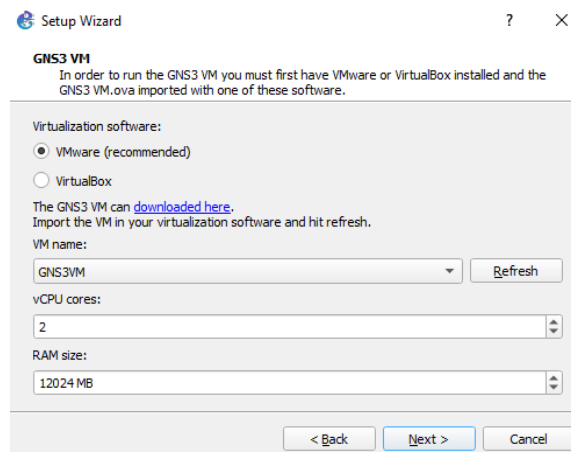 Setup Wizard
GNS3 VM
In order to run the GNS3 VM you must first have VMware or VirtualBox installed and the
GNS3 VM.ova imported with one of these software.
Virtualization software:
VMware (recommended)
VirtualBox
The GNS3 VM can downloaded here.
Import the VM in your virtualization software and hit refresh.
VM name:
GNS3VM
Refresh
vCPU cores:
2
RAM size:
12024 MB
< Back
Next >
Cancel